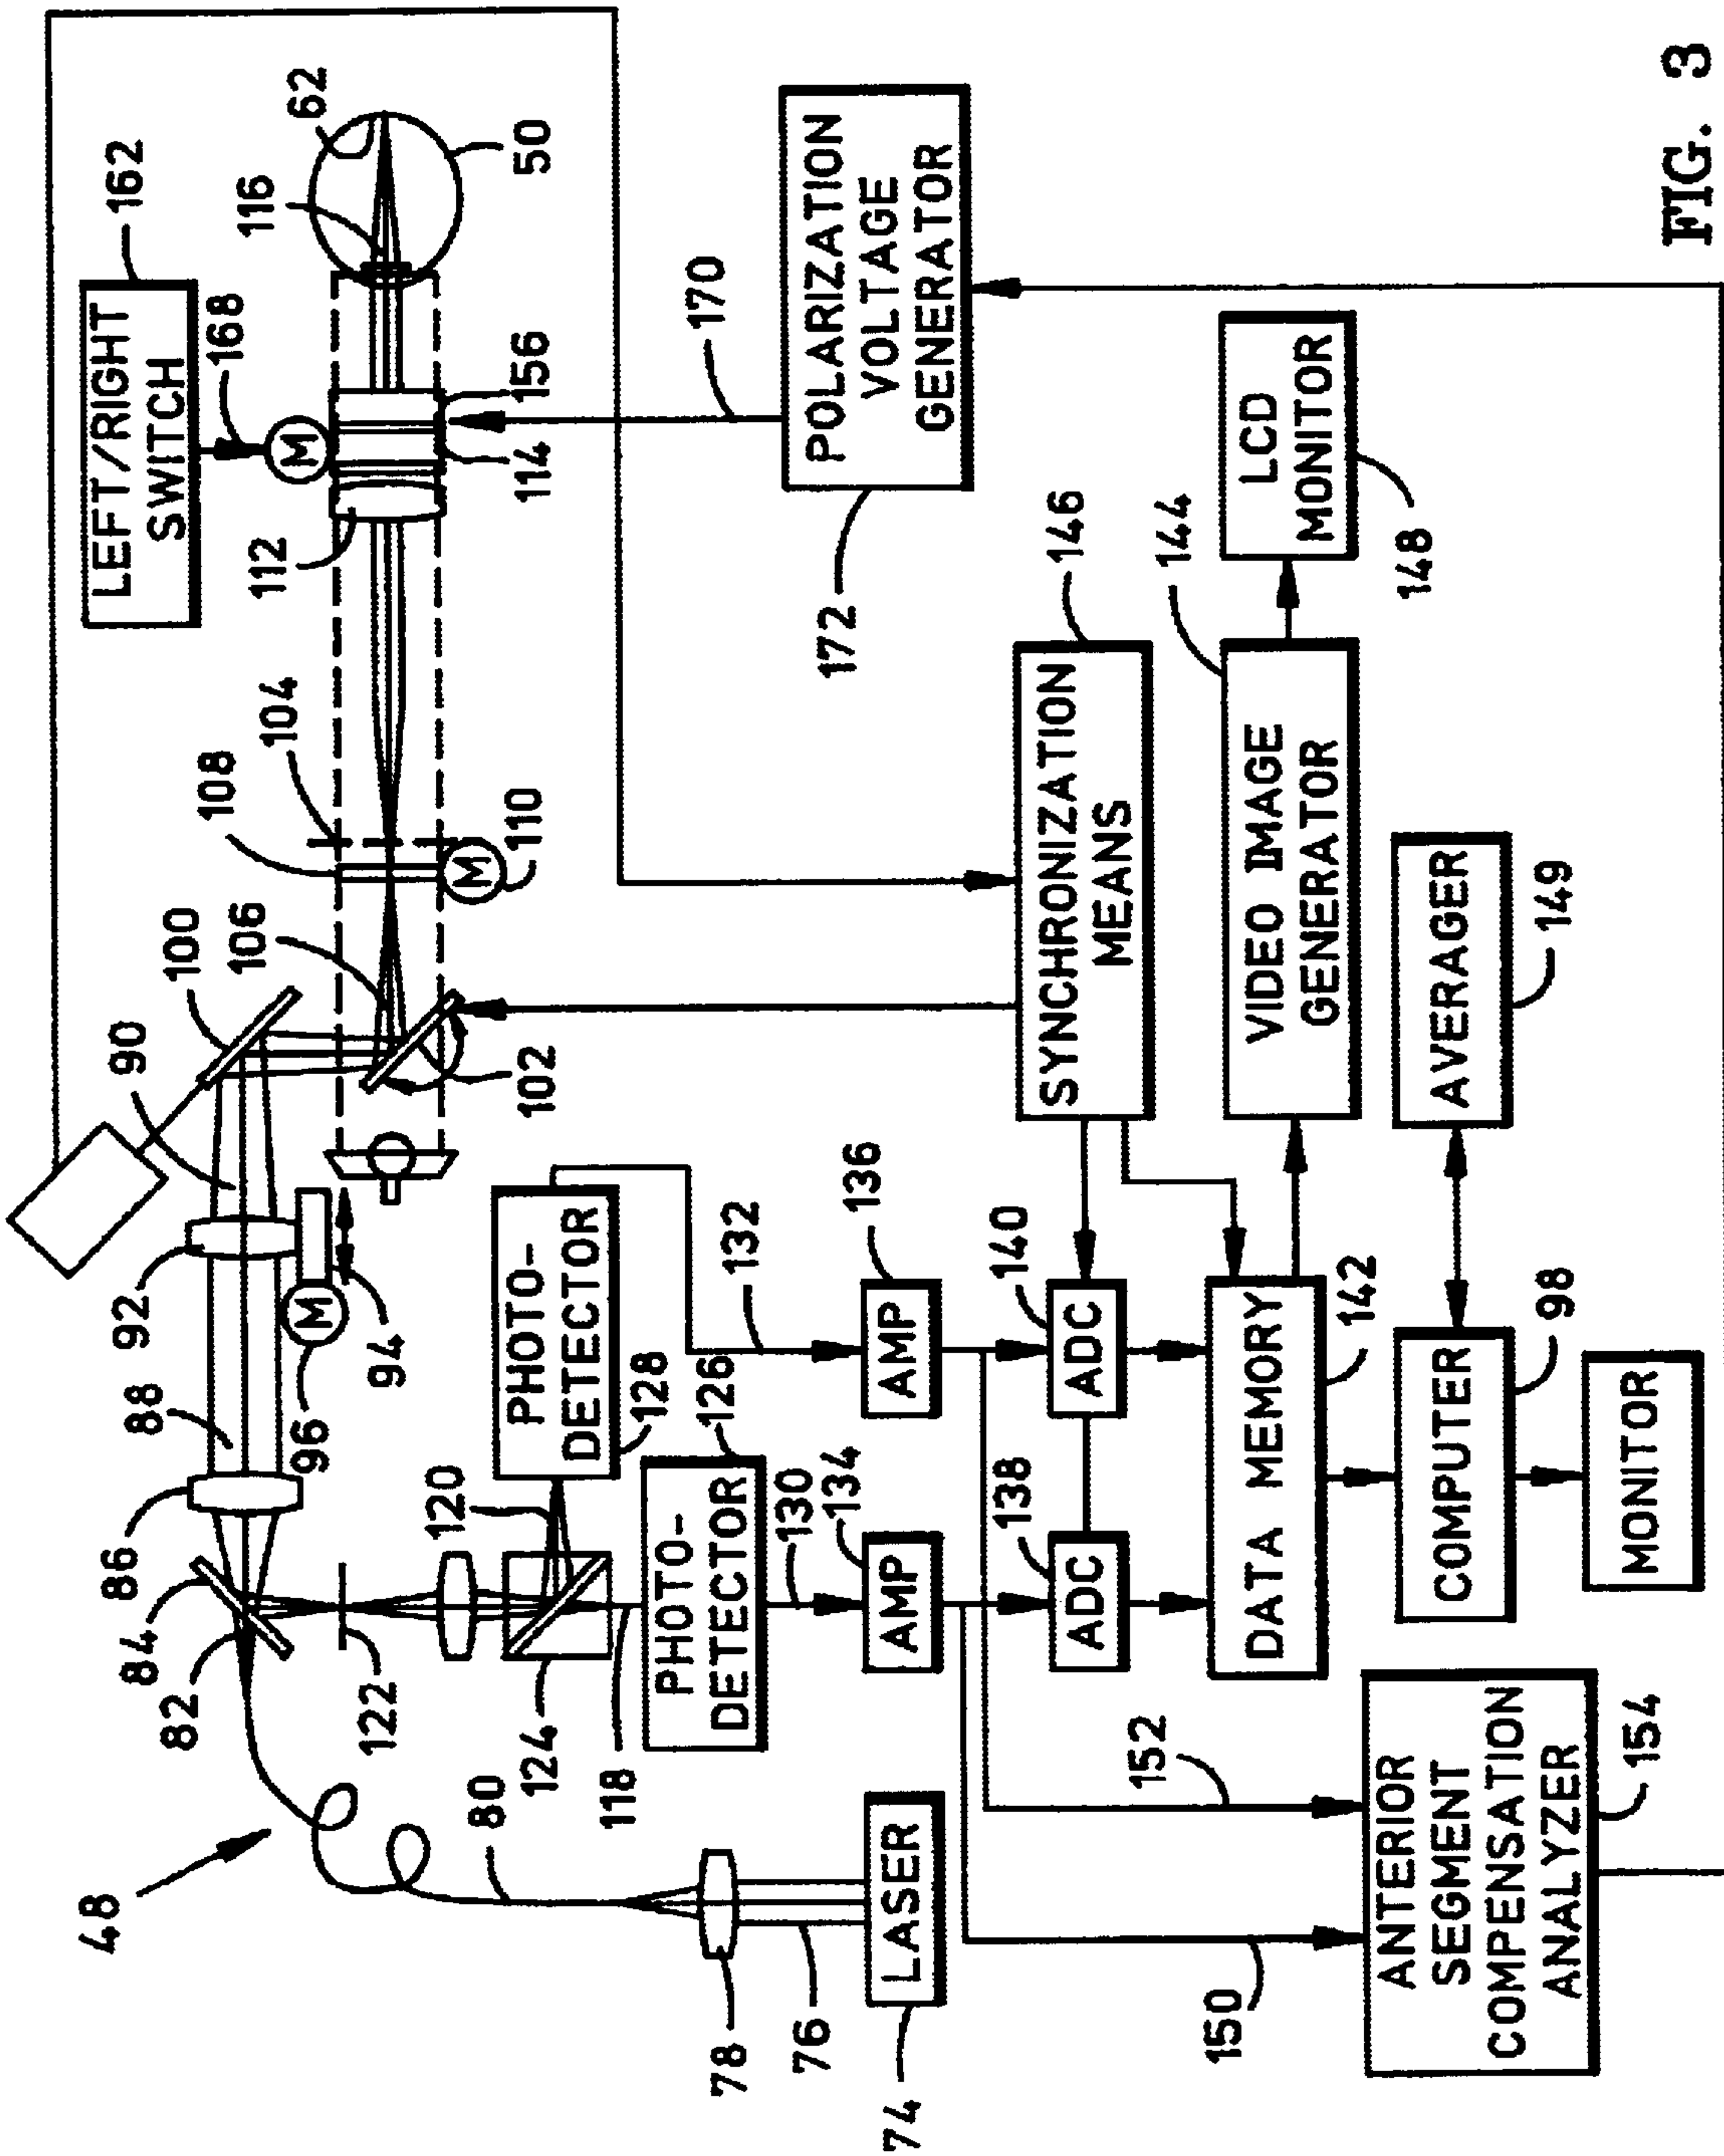 48
84
86
88
92
90
100
106
108
104
112
LEFT/RIGHT
SWITCH
162
168
116
62
50
82
122
96
M
94
102
M
110
M
114
156
170
POLARIZATION
VOLTAGE
GENERATOR
172
80
124
118
120
PHOTO-
DETECTOR
128
PHOTO-
DETECTOR
126
130
132
78
76
LASER
74
134
AMP
136
AMP
138
ADC
140
ADC
SYNCHRONIZATION
MEANS
146
150
152
DATA MEMORY
142
VIDEO IMAGE
GENERATOR
144
LCD
MONITOR
148
ANTERIOR
SEGMENT
COMPENSATION
ANALYZER
154
COMPUTER
98
AVERAGER
149
MONITOR
FIG. 3